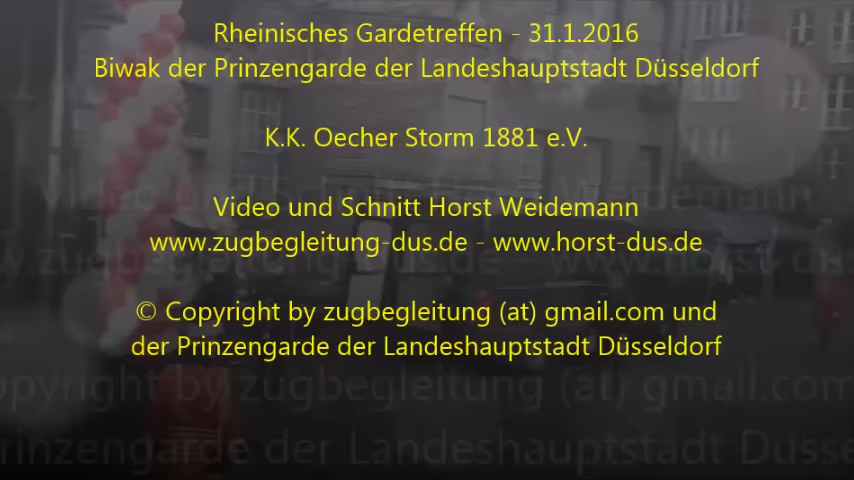 Rheinisches Gardetreffen - 31.1.2016
Biwak der Prinzengarde der Landeshauptstadt Düsseldorf
K.K. Oecher Storm 1881 e.V.
Video und Schnitt Horst Weidemann
www.zugbegleitung-dus.de - www.horst-dus.de
© Copyright by zugbegleitung (at) gmail.com und
der Prinzengarde der Landeshauptstadt Düsseldorf